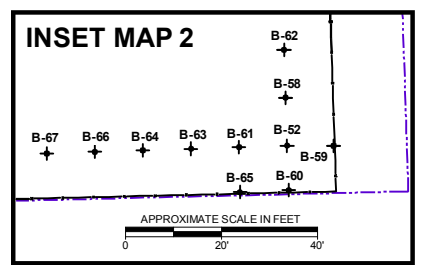 INSET MAP 2
B-62
B-58
B-67 B-66 B-64 B-63 B-61 B-52
B-59
B-65 B-60
APPROXIMATE SCALE IN FEET
0 20' 40'